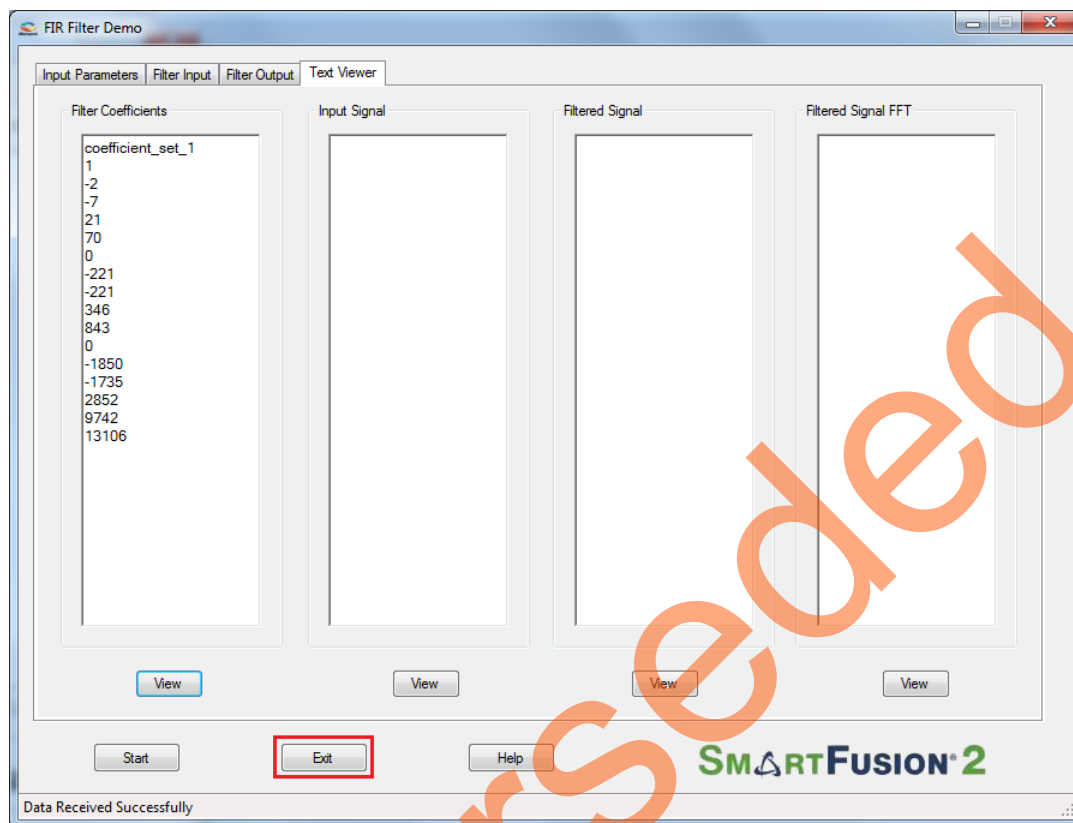 FIR Filter Demo
Input Parameters Filter Input Filter Output Text Viewer
Filter Coefficients Input Signal Filtered Signal Filtered Signal FFT
coefficient_set_1
1
-2
-7
21
70
0
-221
-221
346
843
0
-1850
-1735
2852
9742
13106
View View View View
Start Exit Help SMARTFUSION®2
Data Received Successfully
rseded